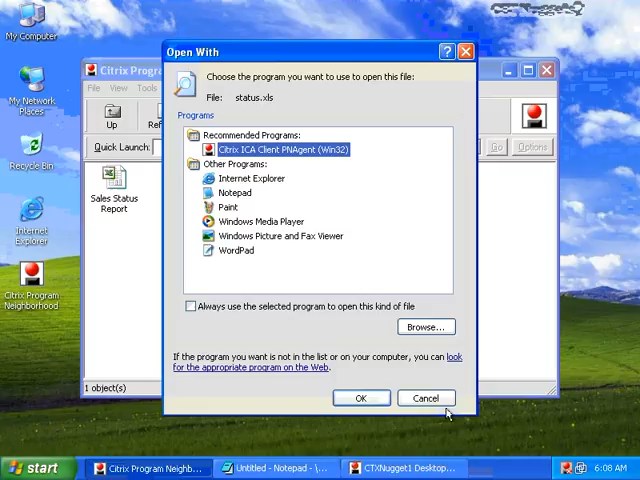 My Computer
My Network
Places
Recycle Bin
Internet
Explorer
Citrix Program
Neighborhood
Citrix Prog
View Tools
Up
Quick Launch:
Go
Options
Sales Status
Report
1 object(s)
Open With
Choose the program you want to use to open this file:
File: status.xls
Programs
Recommended Programs:
Citrix ICA Client PNAgent (Win32)
Other Programs:
Internet Explorer
Notepad
Paint
Windows Media Player
Windows Picture and Fax Viewer
WordPad
Always use the selected program to open this kind of file
Browse...
If the program you want is not in the list or on your computer, you can look
for the appropriate program on the Web.
OK
Cancel
start
Citrix Program Neighb...
Untitled - Notepad - \...
CTXNugget1 Desktop...
6:08 AM